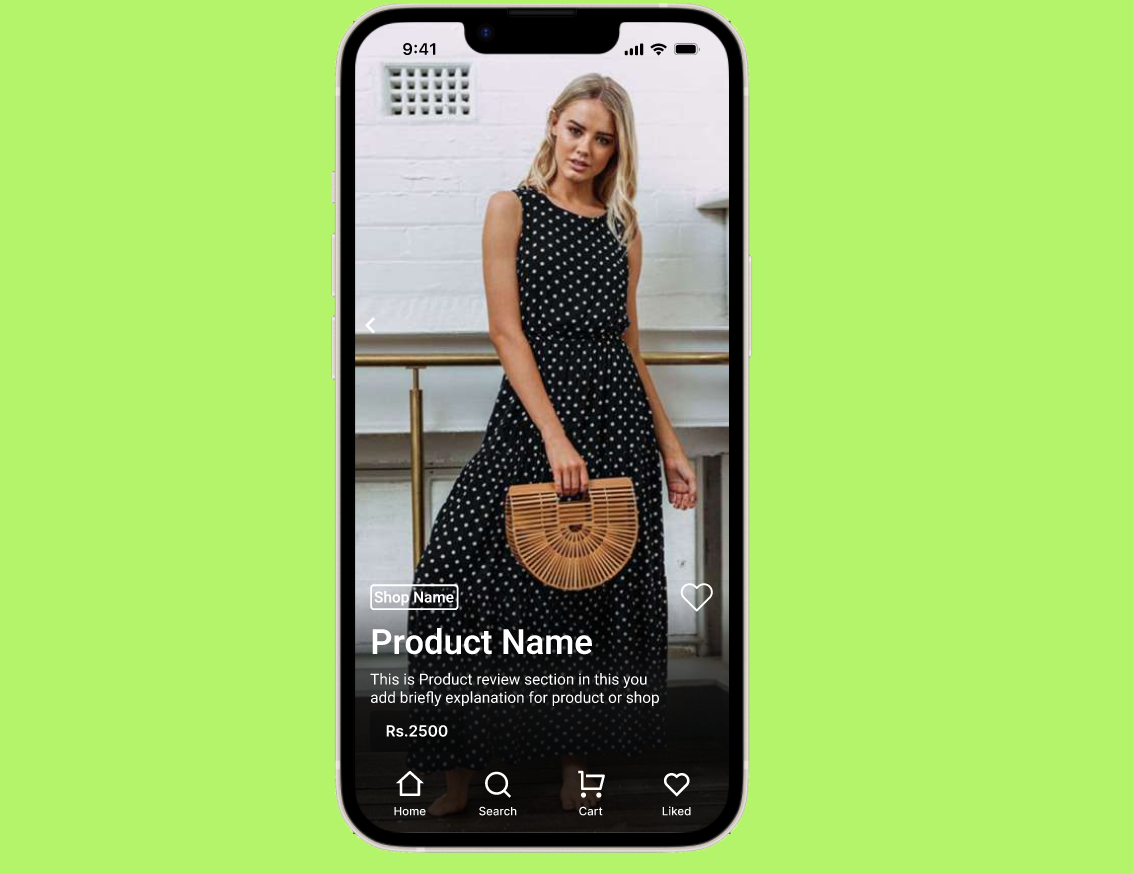 9:41
Shop Name
Product Name
This is Product review section in this you
add briefly explanation for product or shop
Rs.2500
Home Search Cart Liked